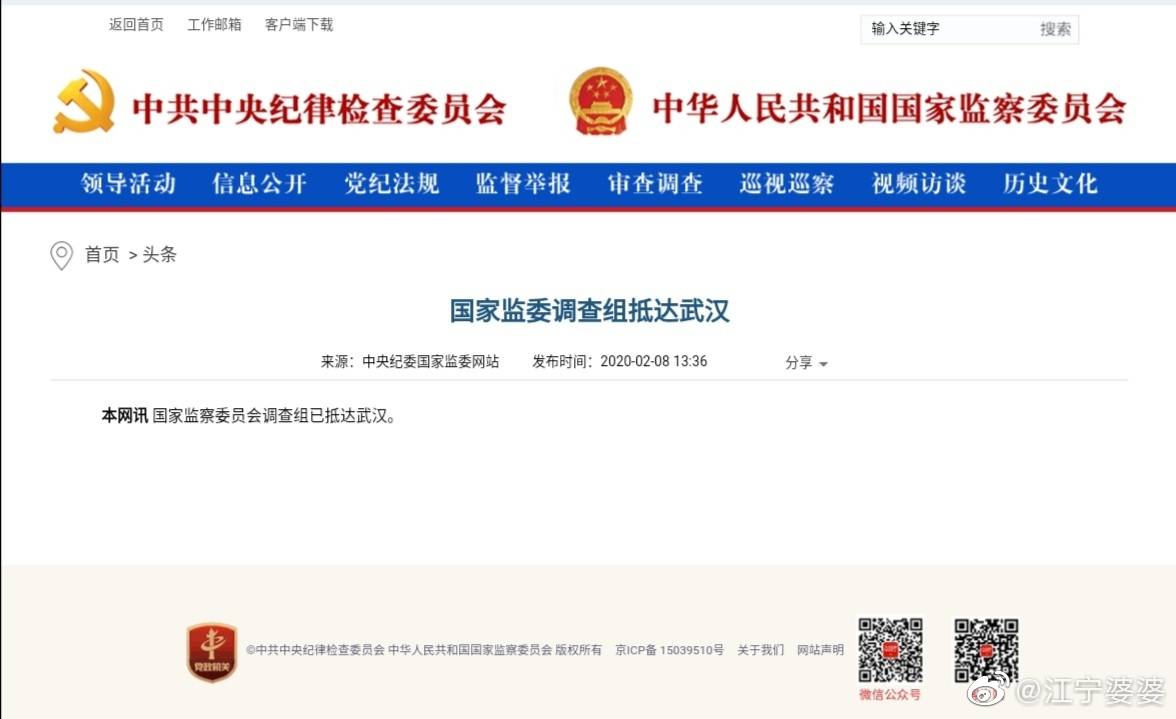 返回首页 工作邮箱 客户端下载 输入关键字 搜索
中共中央纪律检查委员会 中华人民共和国国家监察委员会
领导活动 信息公开 党纪法规 监督举报 审查调查 巡视巡察 视频访谈 历史文化
首页 > 头条
国家监委调查组抵达武汉
来源：中央纪委国家监委网站 发布时间：2020-02-08 13:36 分享
本网讯 国家监察委员会调查组已抵达武汉。
党政机关 ©中共中央纪律检查委员会 中华人民共和国国家监察委员会 版权所有 京ICP备 15039510号 关于我们 网站声明
微信公众号
@江宁婆婆